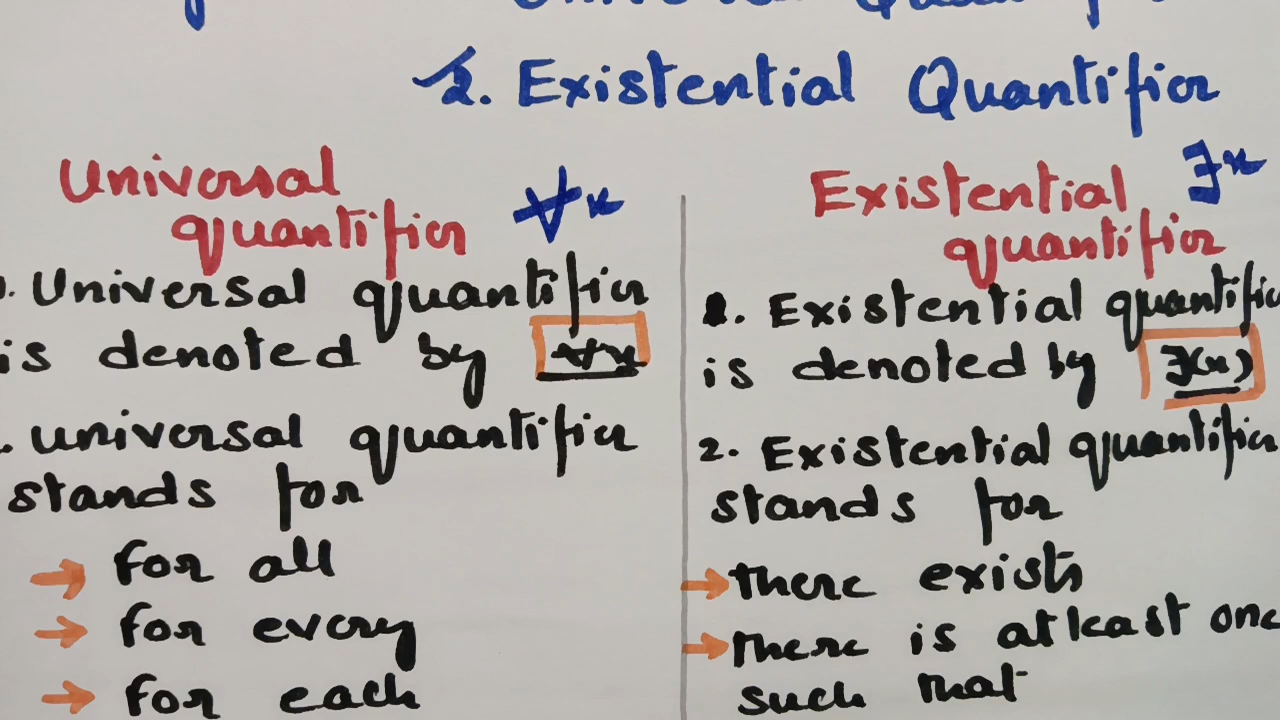 2. Existential Quantifier
Universal
quantifier ∀x
Universal quantifier
is denoted by ∀x
universal quantifier
stands for
→ for all
→ for every
→ for each
Existential ∃x
quantifier
1. Existential quantifier
is denoted by ∃(x)
2. Existential quantifier
stands for
→ there exists
→ there is atleast one
such that